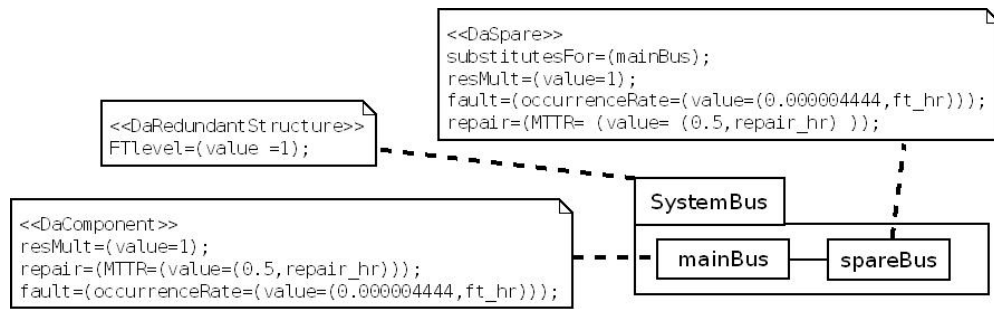 <<DaSpare>>
substitutesFor=(mainBus);
resMult=(value=1);
fault=(occurrenceRate=(value=(0.000004444,ft_hr)));
repair=(MTTR= (value= (0.5,repair_hr) ));
<<DaRedundantStructure>>
FTlevel=(value =1);
SystemBus
<<DaComponent>>
resMult=(value=1);
repair=(MTTR=(value=(0.5,repair_hr)));
fault=(occurrenceRate=(value=(0.000004444,ft_hr)));
mainBus
spareBus